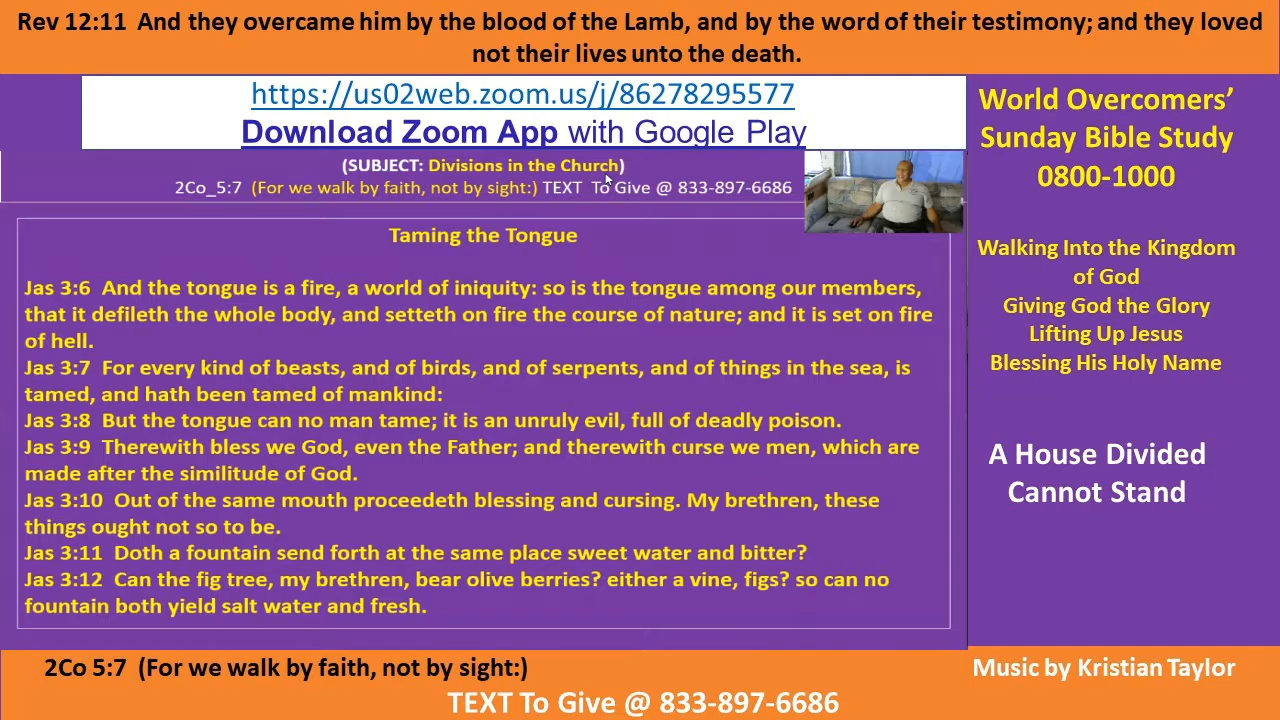 Rev 12:11  And they overcame him by the blood of the Lamb, and by the word of their testimony; and they loved
not their lives unto the death.
https://us02web.zoom.us/j/86278295577
Download Zoom App with Google Play
(SUBJECT: Divisions in the Church)
2Co_5:7  (For we walk by faith, not by sight:) TEXT  To Give @ 833-897-6686
Taming the Tongue
Jas 3:6  And the tongue is a fire, a world of iniquity: so is the tongue among our members,
that it defileth the whole body, and setteth on fire the course of nature; and it is set on fire
of hell.
Jas 3:7  For every kind of beasts, and of birds, and of serpents, and of things in the sea, is
tamed, and hath been tamed of mankind:
Jas 3:8  But the tongue can no man tame; it is an unruly evil, full of deadly poison.
Jas 3:9  Therewith bless we God, even the Father; and therewith curse we men, which are
made after the similitude of God.
Jas 3:10  Out of the same mouth proceedeth blessing and cursing. My brethren, these
things ought not so to be.
Jas 3:11  Doth a fountain send forth at the same place sweet water and bitter?
Jas 3:12  Can the fig tree, my brethren, bear olive berries? either a vine, figs? so can no
fountain both yield salt water and fresh.
World Overcomers’
Sunday Bible Study
0800-1000
Walking Into the Kingdom
of God
Giving God the Glory
Lifting Up Jesus
Blessing His Holy Name
A House Divided
Cannot Stand
2Co 5:7  (For we walk by faith, not by sight:)
Music by Kristian Taylor
TEXT To Give @ 833-897-6686